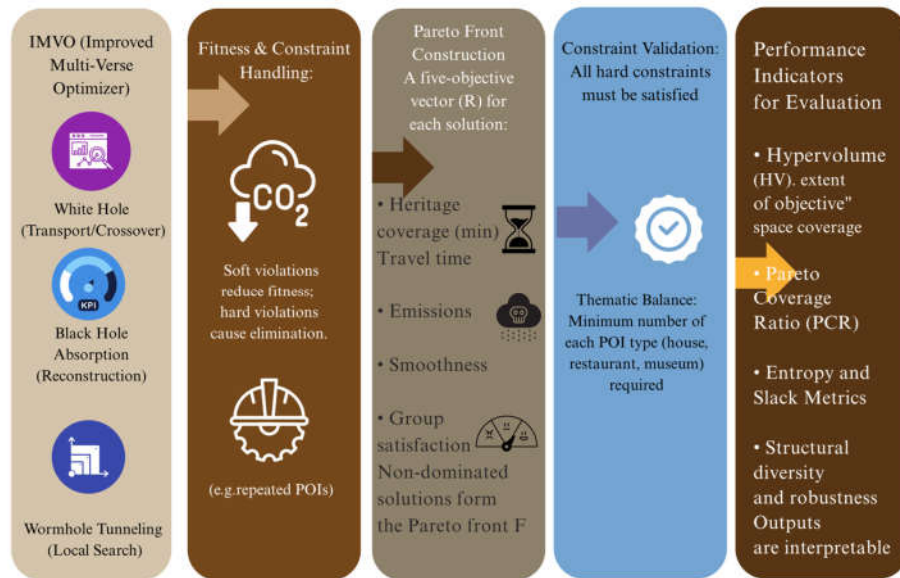 IMVO (Improved
Multi-Verse
Optimizer)
White Hole
(Transport/Crossover)
KPI
Black Hole
Absorption
(Reconstruction)
Wormhole Tunneling
(Local Search)
Fitness & Constraint
Handling:
CO2
Soft violations
reduce fitness;
hard violations
cause elimination.
(e.g.repeated POIs)
Pareto Front
Construction
A five-objective
vector (R) for
each solution:
• Heritage
coverage (min)
Travel time
• Emissions
• Smoothness
• Group
satisfaction
Non-dominated
solutions form
the Pareto front F
Constraint Validation:
All hard constraints
must be satisfied
Thematic Balance:
Minimum number of
each POI type (house,
restaurant, museum)
required
Performance
Indicators
for Evaluation
• Hypervolume
(HV). extent
of objective"
space coverage
• Pareto
Coverage
Ratio (PCR)
• Entropy and
Slack Metrics
• Structural
diversity
and robustness
Outputs
are interpretable